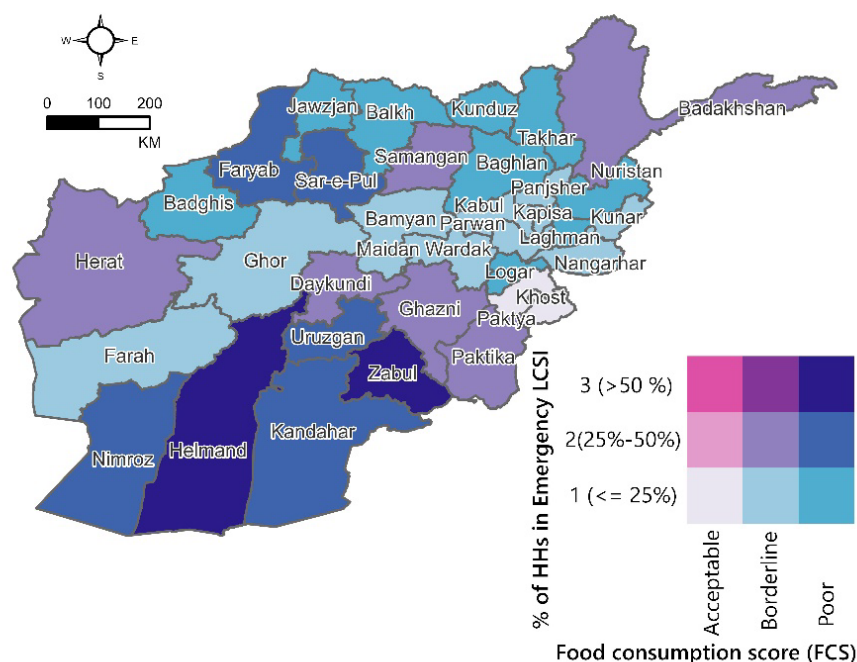 N
W E
S
0 100 200
KM
Jawzjan
Balkh
Kunduz
Badakhshan
Takhar
Faryab
Samangan
Baghlan
Nuristan
Sar-e-Pul
Panjsher
Badghis
Kabul
Kapisa
Kunar
Bamyan
Parwan
Laghman
Herat
Ghor
Maidan Wardak
Nangarhar
Logar
Daykundi
Khost
Ghazni
Paktya
Uruzgan
Farah
Paktika
Zabul
Kandahar
Helmand
Nimroz
% of HHs in Emergency LCSI
3 (>50 %)
2(25%-50%)
1 (<= 25%)
Acceptable
Borderline
Poor
Food consumption score (FCS)